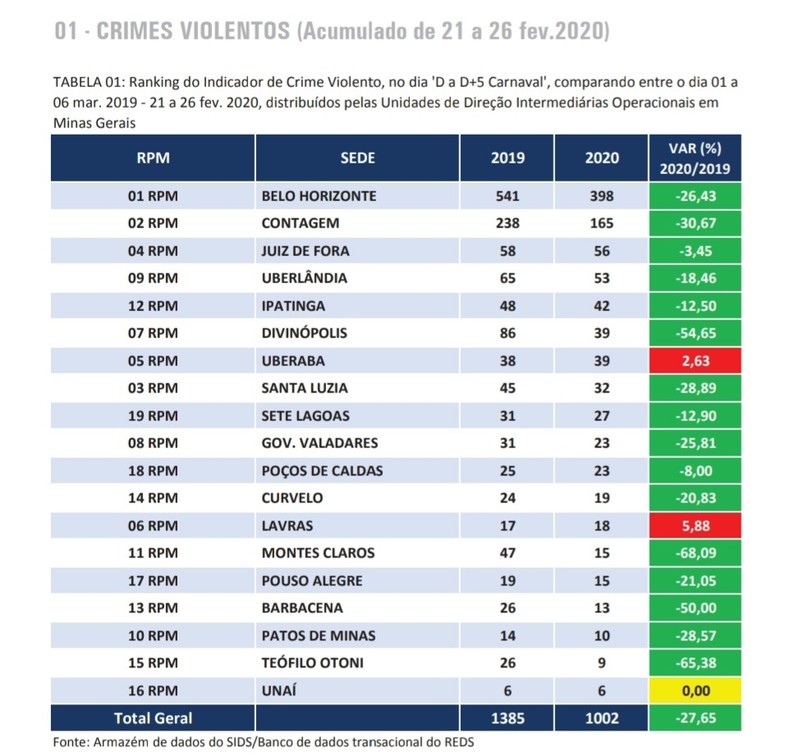 01 - CRIMES VIOLENTOS (Acumulado de 21 a 26 fev.2020)
TABELA 01: Ranking do Indicador de Crime Violento, no dia 'D a D+5 Carnaval', comparando entre o dia 01 a
06 mar. 2019 - 21 a 26 fev. 2020, distribuídos pelas Unidades de Direção Intermediárias Operacionais em
Minas Gerais
RPM SEDE 2019 2020 VAR (%) 2020/2019
01 RPM BELO HORIZONTE 541 398 -26,43
02 RPM CONTAGEM 238 165 -30,67
04 RPM JUIZ DE FORA 58 56 -3,45
09 RPM UBERLÂNDIA 65 53 -18,46
12 RPM IPATINGA 48 42 -12,50
07 RPM DIVINÓPOLIS 86 39 -54,65
05 RPM UBERABA 38 39 2,63
03 RPM SANTA LUZIA 45 32 -28,89
19 RPM SETE LAGOAS 31 27 -12,90
08 RPM GOV. VALADARES 31 23 -25,81
18 RPM POÇOS DE CALDAS 25 23 -8,00
14 RPM CURVELO 24 19 -20,83
06 RPM LAVRAS 17 18 5,88
11 RPM MONTES CLAROS 47 15 -68,09
17 RPM POUSO ALEGRE 19 15 -21,05
13 RPM BARBACENA 26 13 -50,00
10 RPM PATOS DE MINAS 14 10 -28,57
15 RPM TEÓFILO OTONI 26 9 -65,38
16 RPM UNAÍ 6 6 0,00
Total Geral 1385 1002 -27,65
Fonte: Armazém de dados do SIDS/Banco de dados transacional do REDS